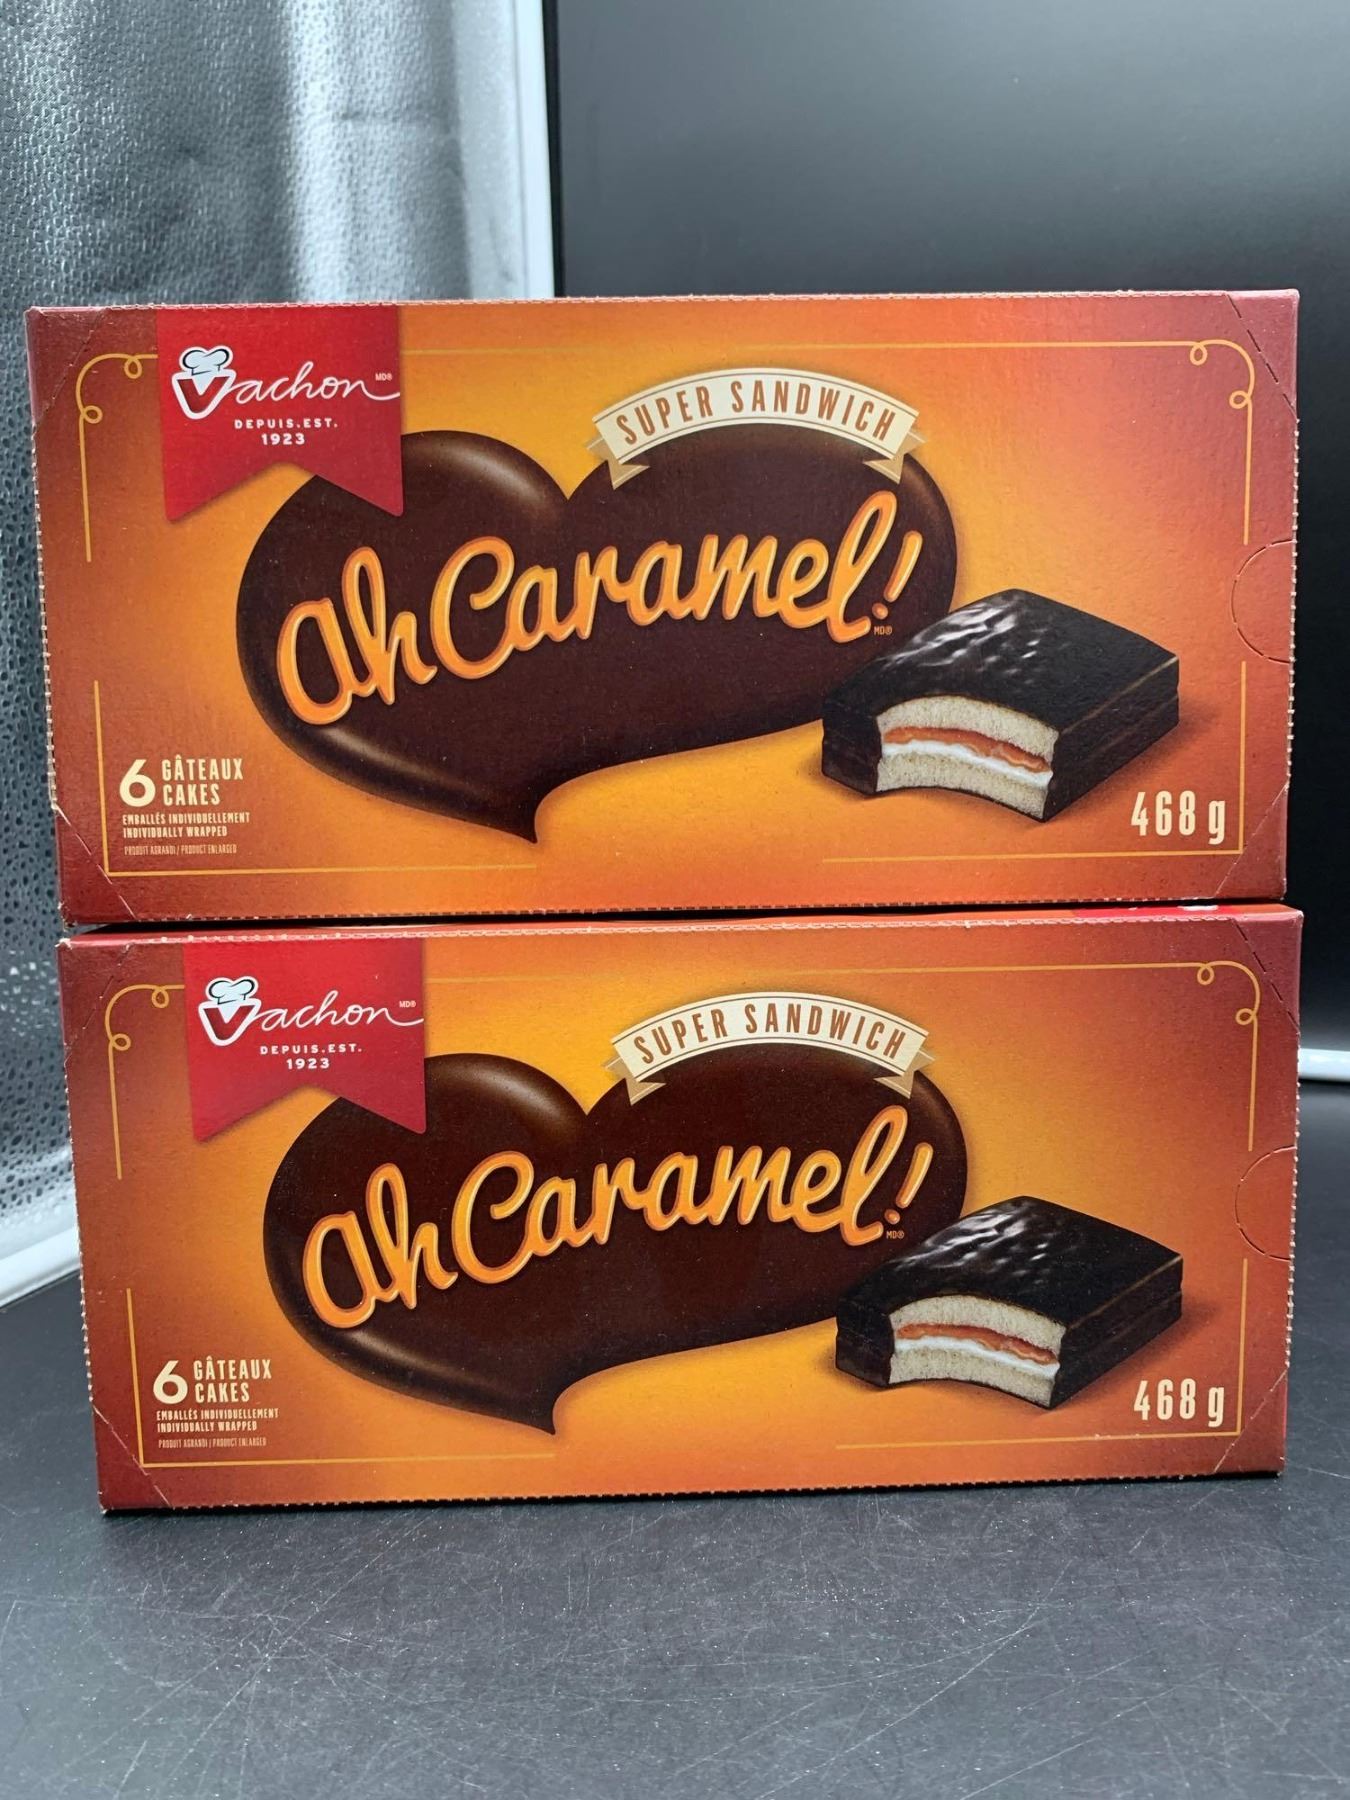 Vachon MD®
DEPUIS.EST.
1923
SUPER SANDWICH
Ah Caramel!
MD®
6 GÂTEAUX
CAKES
EMBALLÉS INDIVIDUELLEMENT
INDIVIDUALLY WRAPPED
PRODUIT AGRANDI / PRODUCT ENLARGED
468 g
Vachon MD®
DEPUIS.EST.
1923
SUPER SANDWICH
Ah Caramel!
MD®
6 GÂTEAUX
CAKES
EMBALLÉS INDIVIDUELLEMENT
INDIVIDUALLY WRAPPED
PRODUIT AGRANDI / PRODUCT ENLARGED
468 g